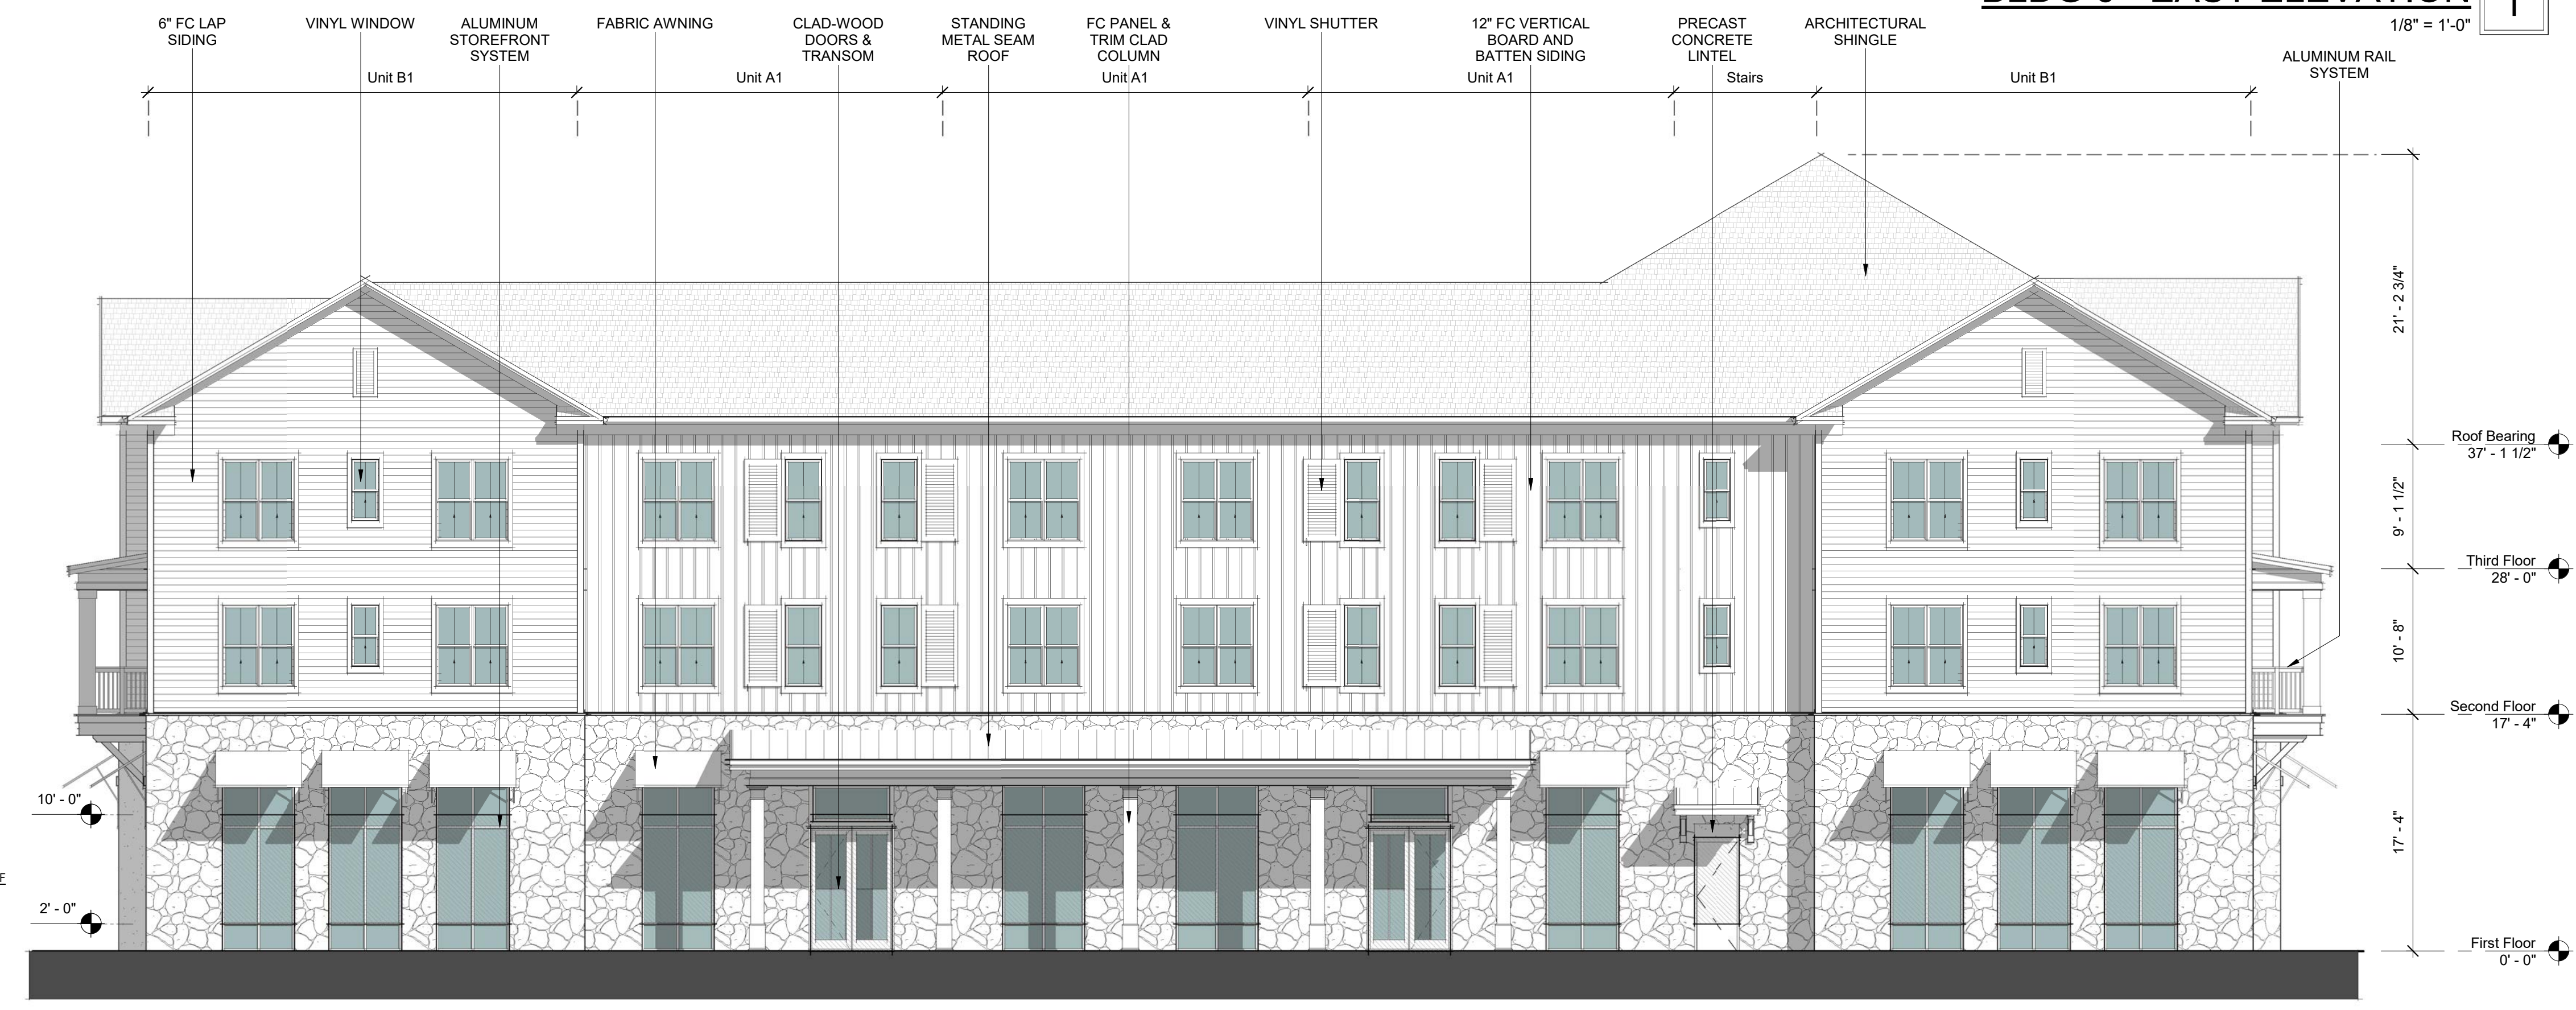 1/8" = 1'-0"
6" FC LAP
SIDING
VINYL WINDOW
ALUMINUM
STOREFRONT
SYSTEM
FABRIC AWNING
CLAD-WOOD
DOORS &
TRANSOM
STANDING
METAL SEAM
ROOF
FC PANEL &
TRIM CLAD
COLUMN
VINYL SHUTTER
12" FC VERTICAL
BOARD AND
BATTEN SIDING
PRECAST
CONCRETE
LINTEL
ARCHITECTURAL
SHINGLE
ALUMINUM RAIL
SYSTEM
Unit B1
Unit A1
Unit A1
Unit A1
Stairs
Unit B1
21' - 2 3/4"
Roof Bearing
37' - 1 1/2"
9' - 1 1/2"
Third Floor
28' - 0"
10' - 8"
Second Floor
17' - 4"
17' - 4"
First Floor
0' - 0"
10' - 0"
2' - 0"